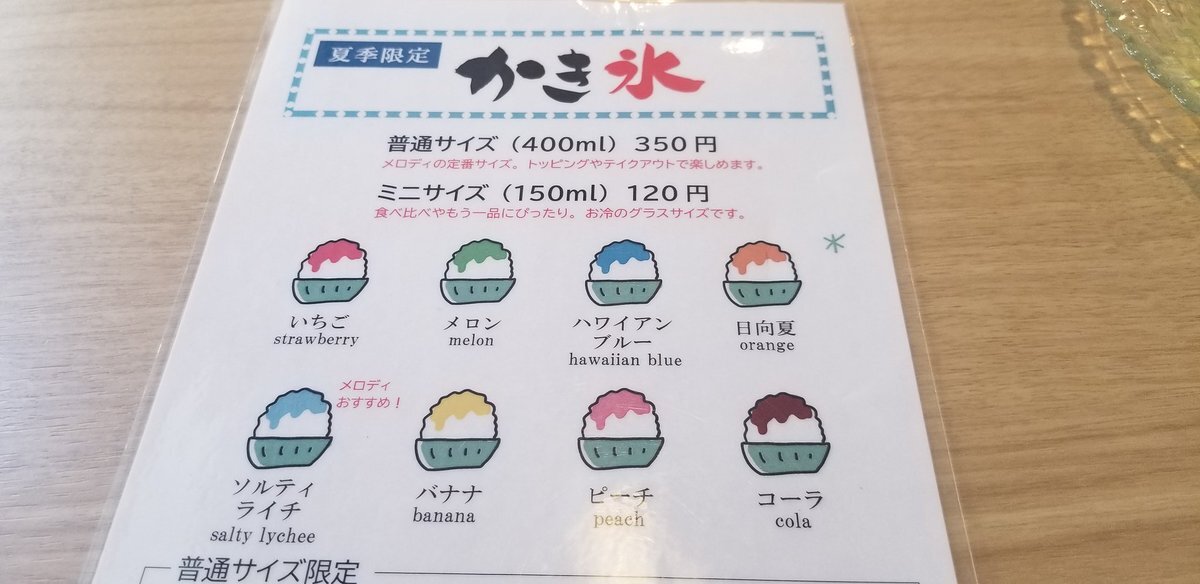 夏季限定
かき氷
普通サイズ（400ml）350円
メロディの定番サイズ。トッピングやテイクアウトで楽しめます。
ミニサイズ（150ml）120円
食べ比べやもう一品にぴったり。お冷のグラスサイズです。
いちご
strawberry
メロン
melon
ハワイアン
ブルー
hawaiian blue
日向夏
orange
メロディ
おすすめ！
ソルティ
ライチ
salty lychee
バナナ
banana
ピーチ
peach
コーラ
cola
普通サイズ限定